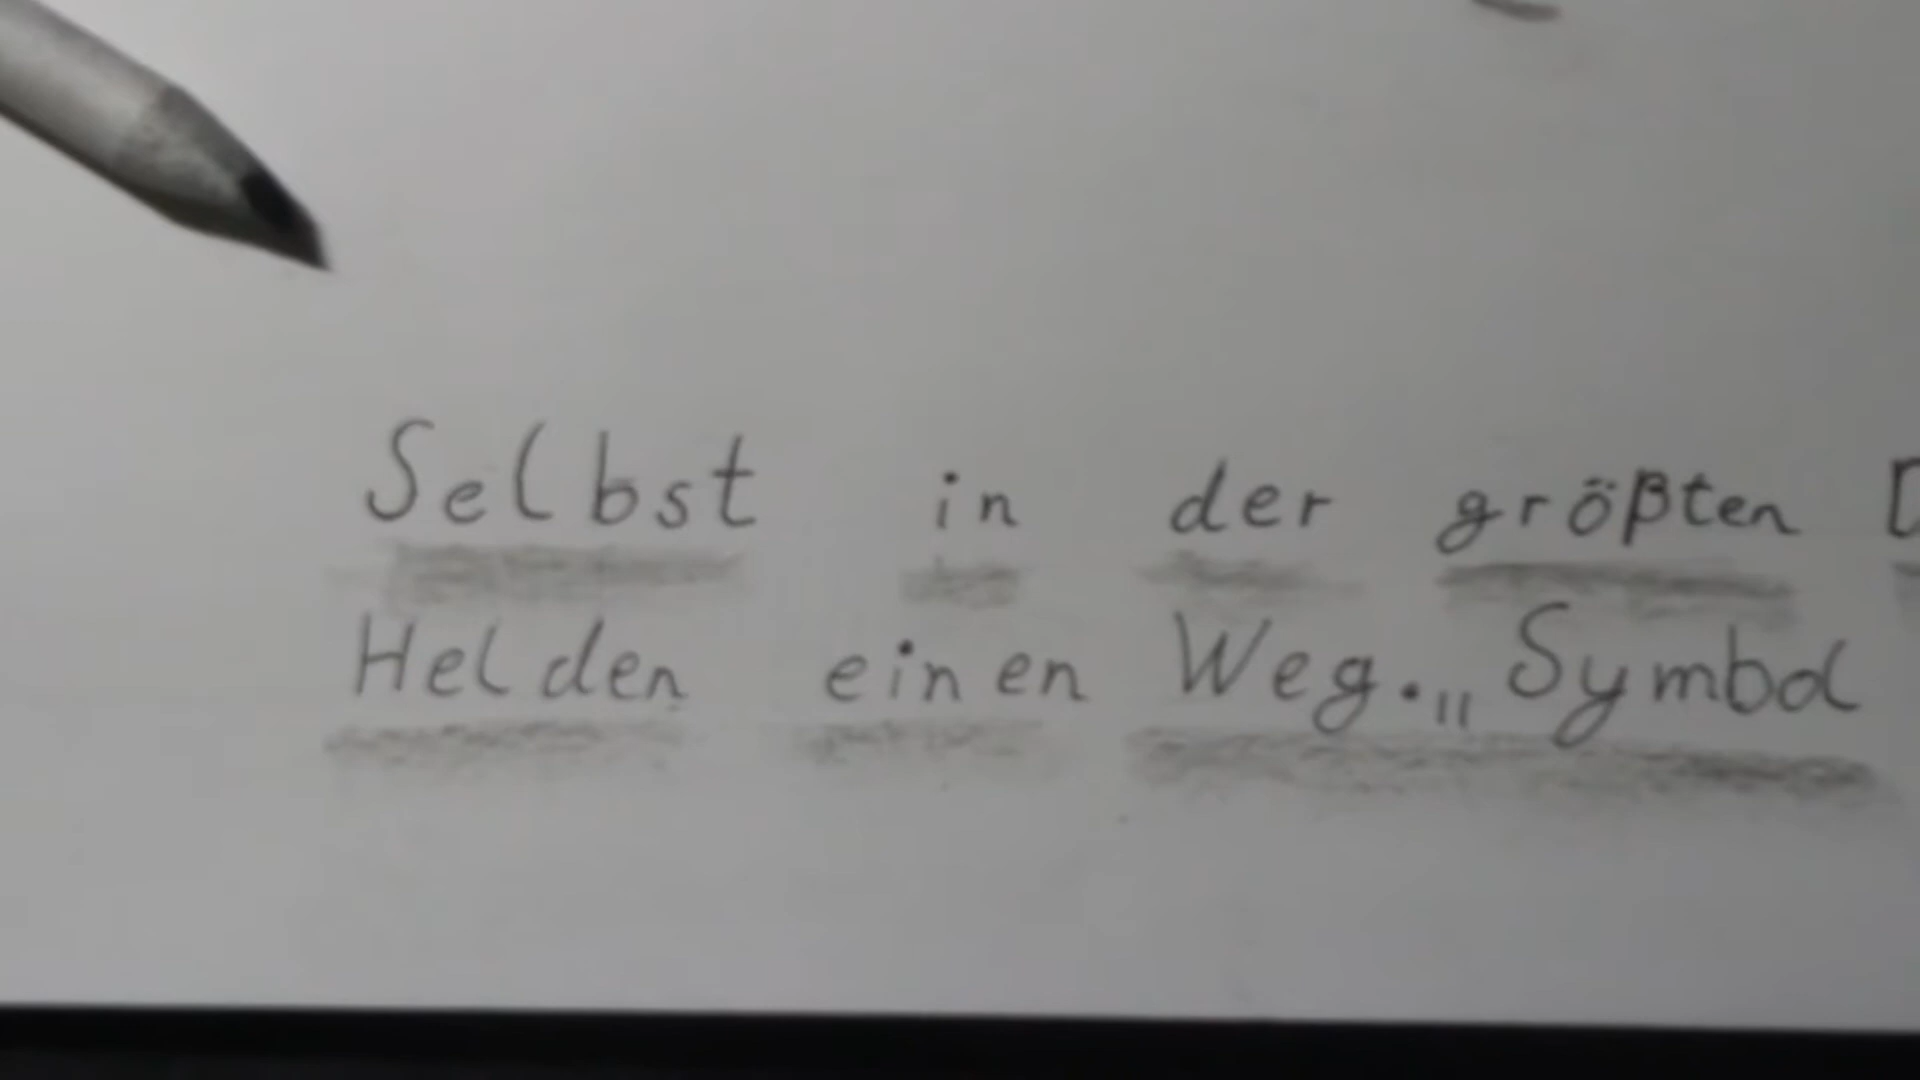 Selbst in der größten
Helden einen Weg.„ Symbol